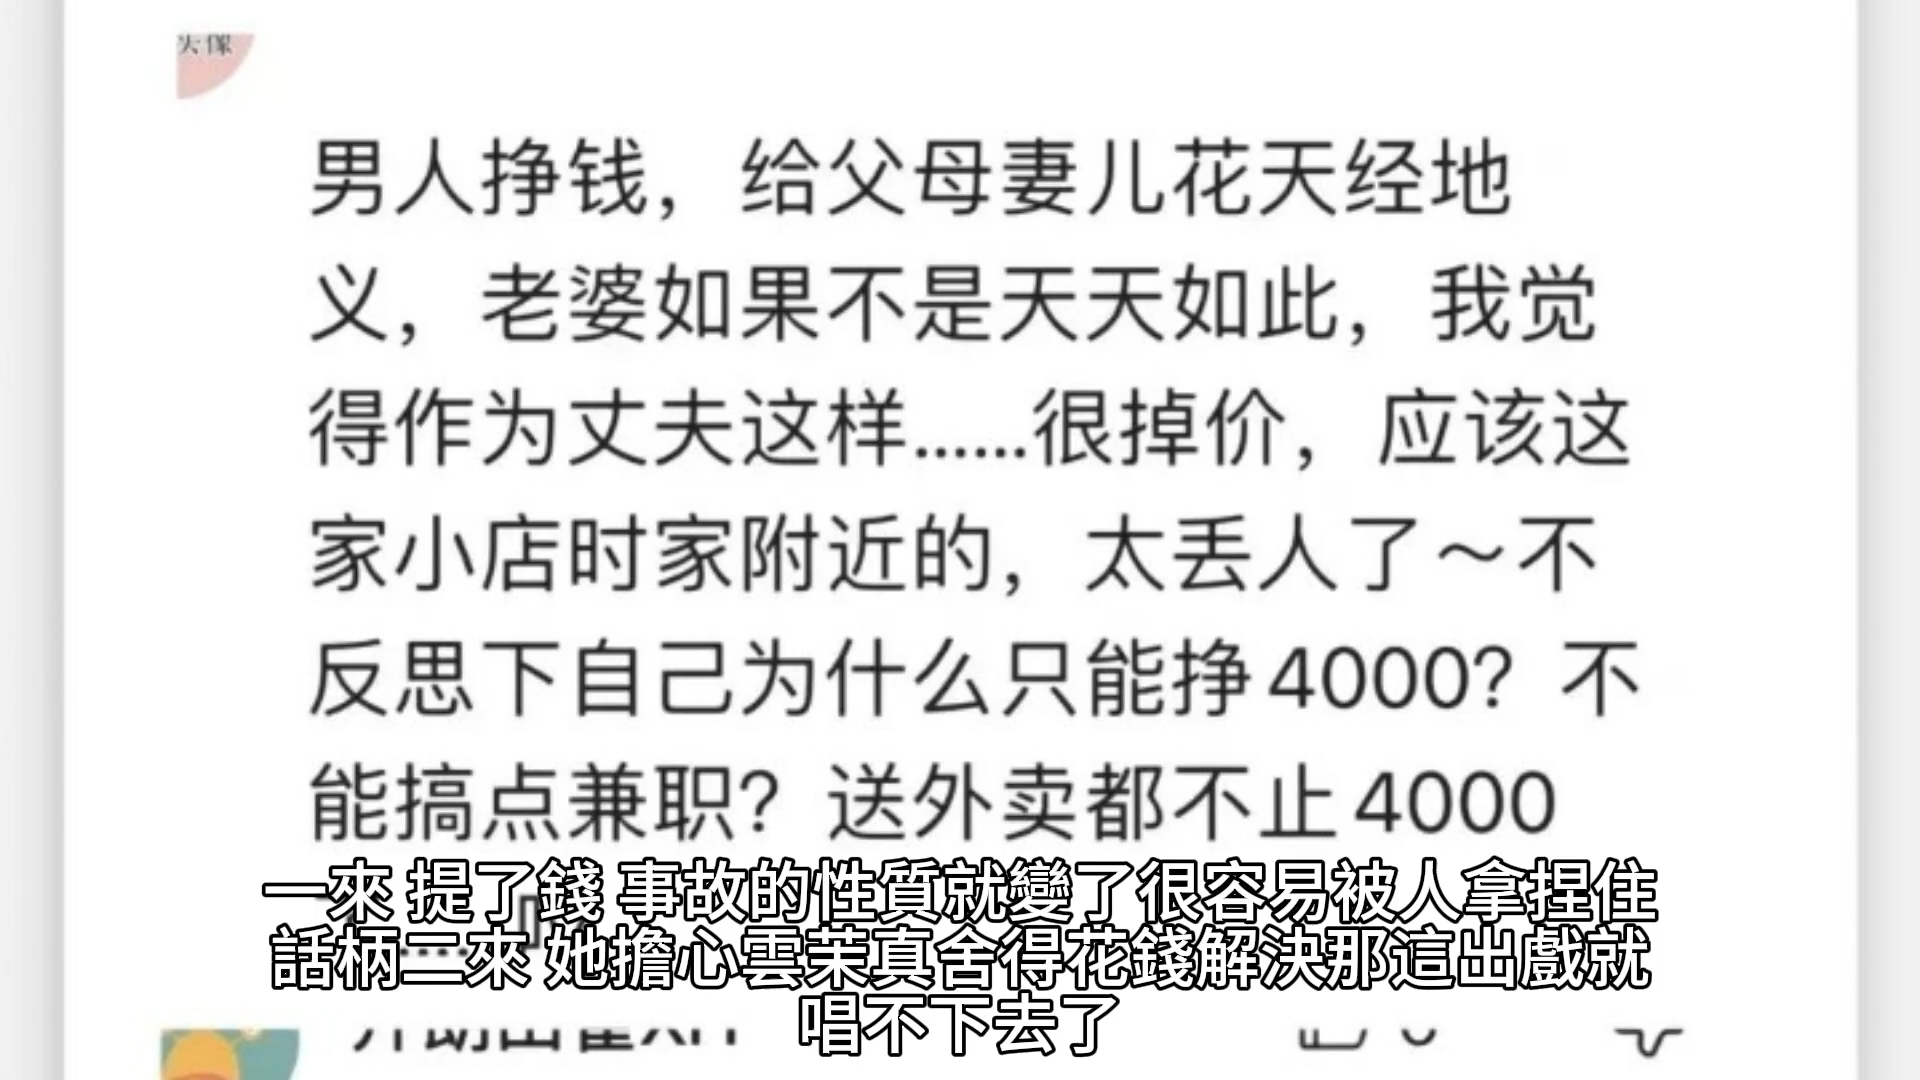 头像
男人挣钱，给父母妻儿花天经地
义，老婆如果不是天天如此，我觉
得作为丈夫这样……很掉价，应该这
家小店时家附近的，太丢人了～不
反思下自己为什么只能挣4000？不
能搞点兼职？送外卖都不止4000
一來 提了錢 事故的性質就變了很容易被人拿捏住
話柄二來 她擔心雲茉真舍得花錢解決那這出戲就
唱不下去了